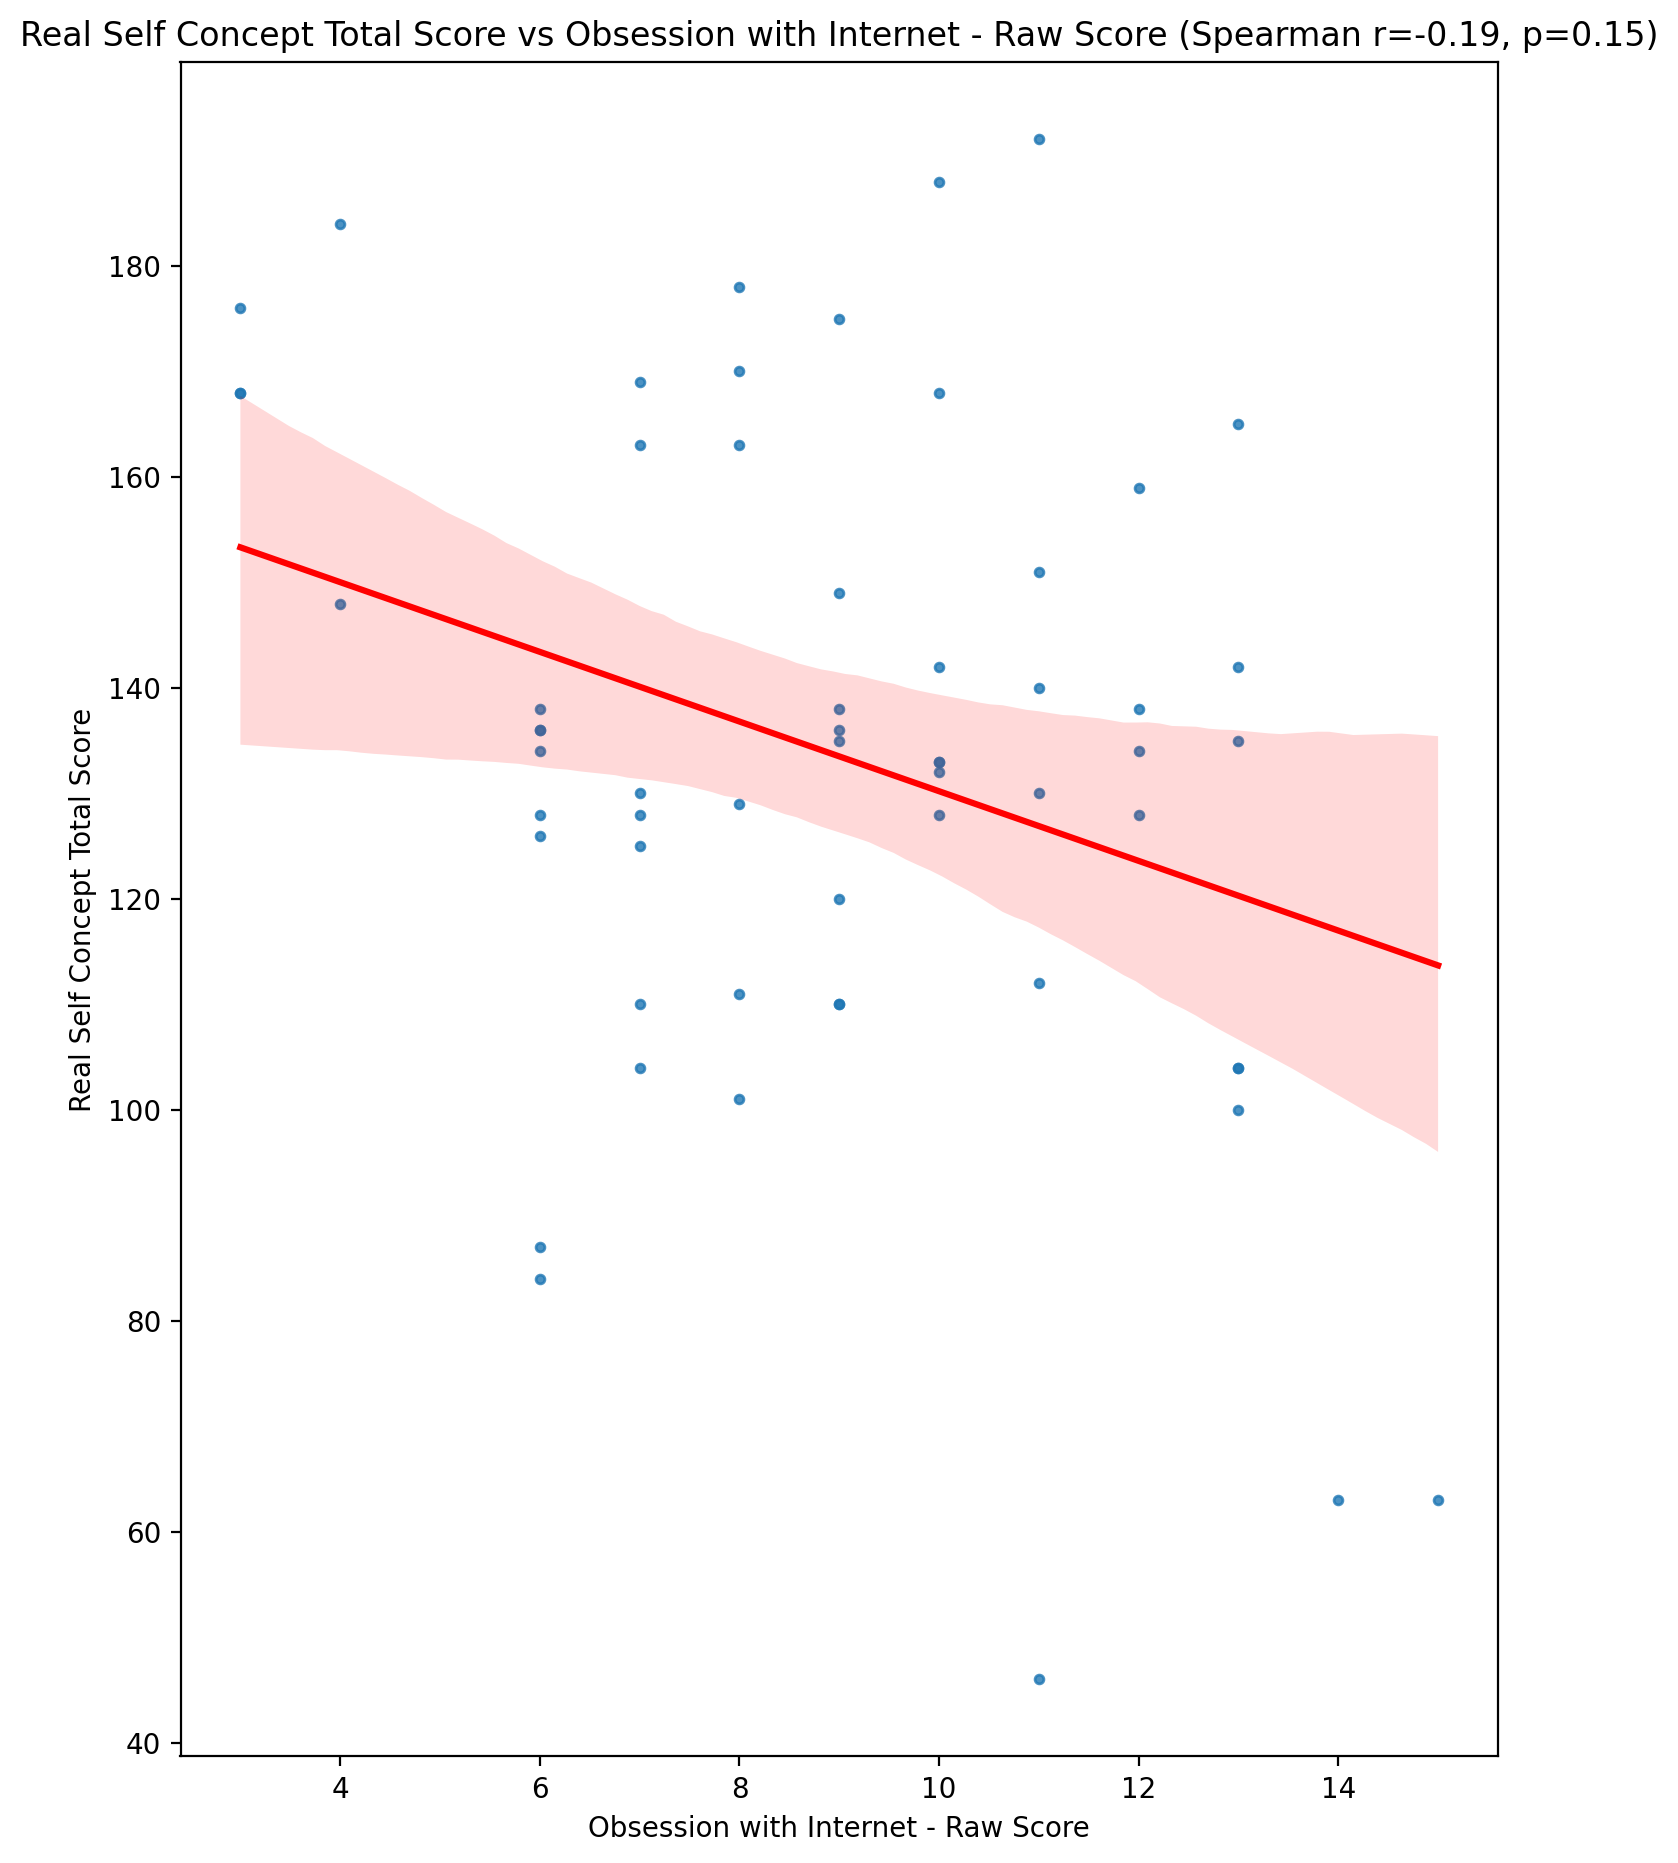 Real Self Concept Total Score vs Obsession with Internet - Raw Score (Spearman r=-0.19, p=0.15)
180
160
140
120
100
80
60
40
Real Self Concept Total Score
4 6 8 10 12 14
Obsession with Internet - Raw Score